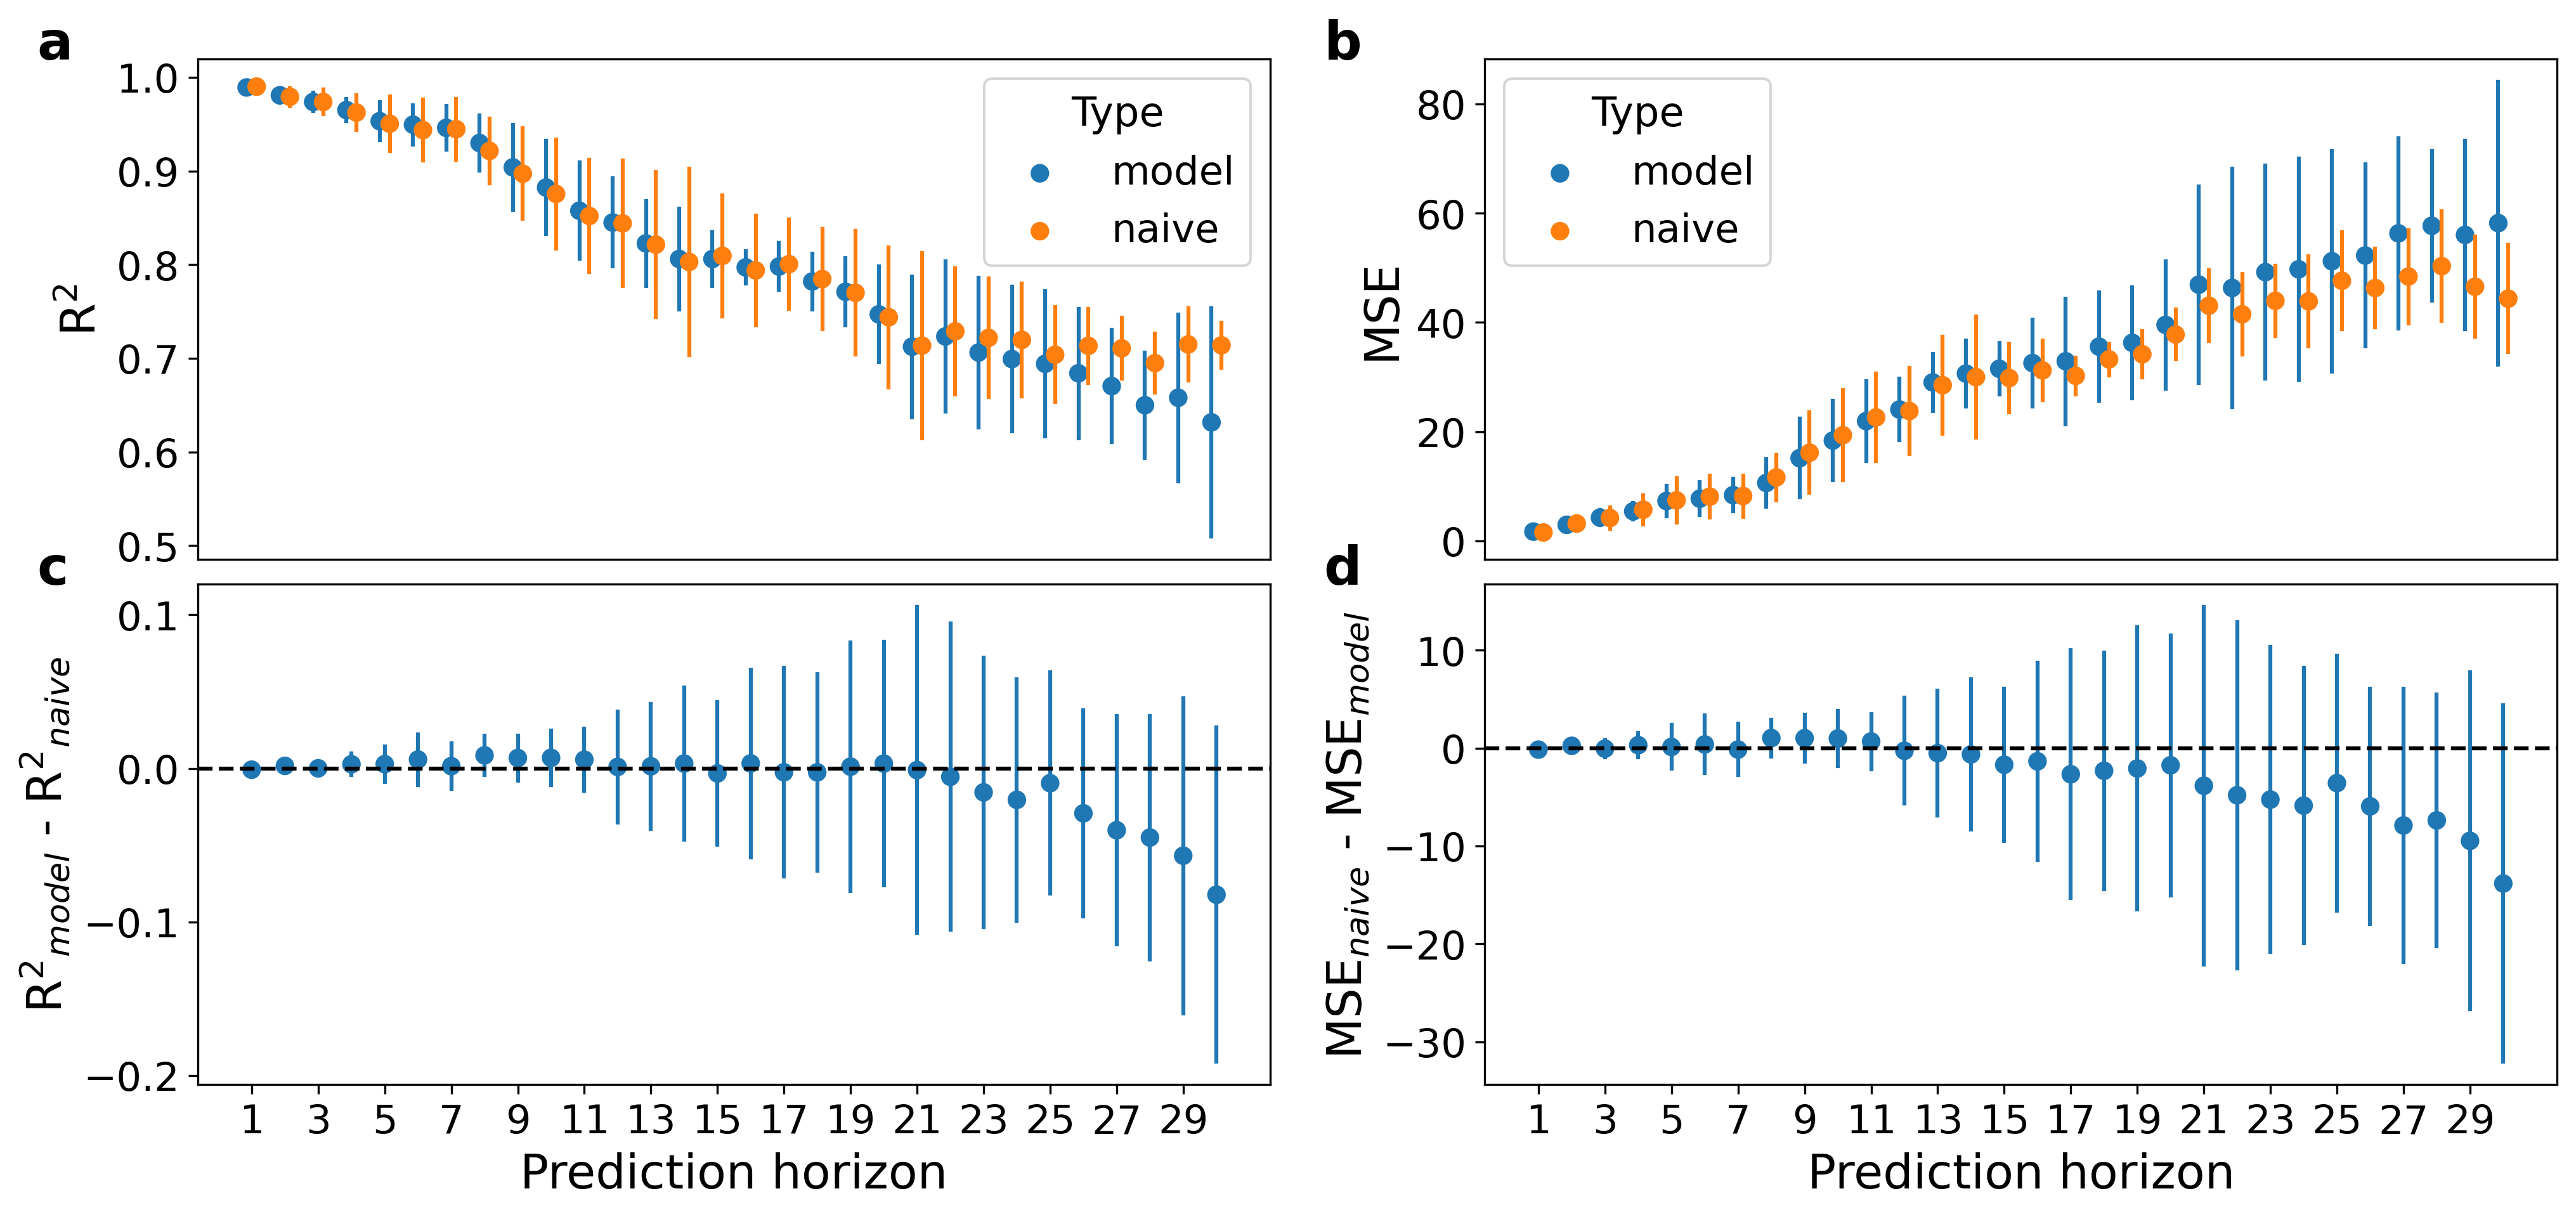 a
1.0
0.9
0.8
0.7
0.6
0.5
R²
Type
model
naive
b
80
60
40
20
0
MSE
Type
model
naive
c
0.1
0.0
−0.1
−0.2
R²model - R²naive
1 3 5 7 9 11 13 15 17 19 21 23 25 27 29
Prediction horizon
d
10
0
−10
−20
−30
MSEnaive - MSEmodel
1 3 5 7 9 11 13 15 17 19 21 23 25 27 29
Prediction horizon